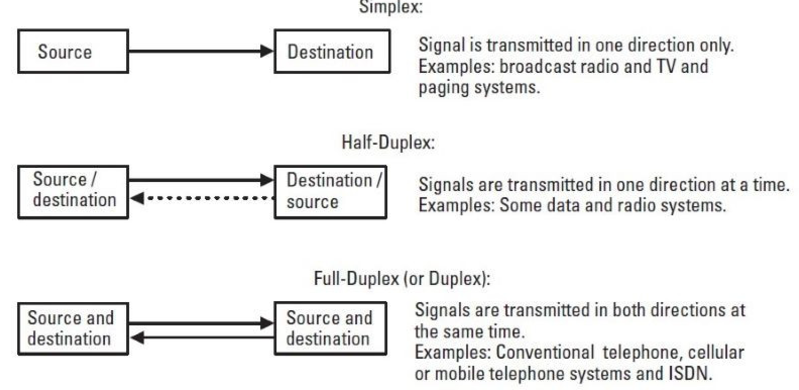 Simplex:
Source
Destination
Signal is transmitted in one direction only.
Examples: broadcast radio and TV and
paging systems.
Half-Duplex:
Source /
destination
Destination /
source
Signals are transmitted in one direction at a time.
Examples: Some data and radio systems.
Full-Duplex (or Duplex):
Source and
destination
Source and
destination
Signals are transmitted in both directions at
the same time.
Examples: Conventional telephone, cellular
or mobile telephone systems and ISDN.